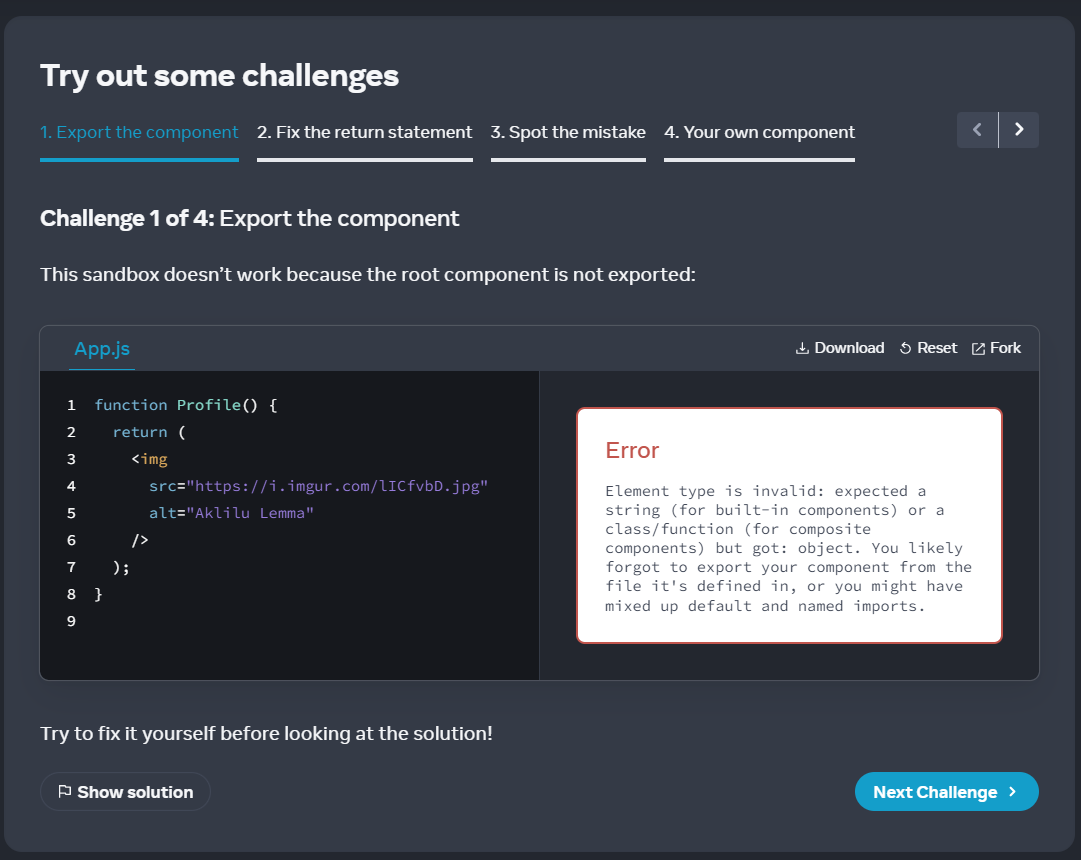 Try out some challenges
1. Export the component 2. Fix the return statement 3. Spot the mistake 4. Your own component
Challenge 1 of 4: Export the component
This sandbox doesn’t work because the root component is not exported:
App.js Download Reset Fork
1 function Profile() {
2   return (
3     <img
4       src="https://i.imgur.com/lICfvbD.jpg"
5       alt="Aklilu Lemma"
6     />
7   );
8 }
9
Error
Element type is invalid: expected a
string (for built-in components) or a
class/function (for composite
components) but got: object. You likely
forgot to export your component from the
file it's defined in, or you might have
mixed up default and named imports.
Try to fix it yourself before looking at the solution!
Show solution Next Challenge